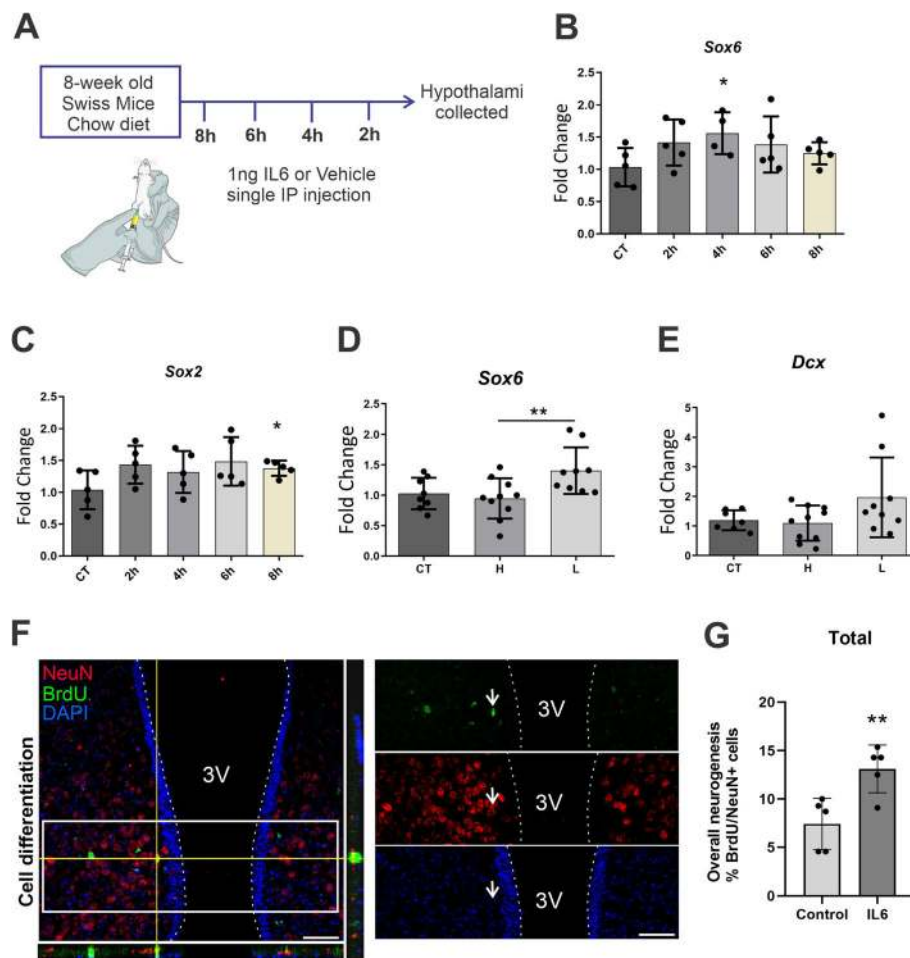 A
8-week old
Swiss Mice
Chow diet
8h
6h
4h
2h
Hypothalami
collected
1ng IL6 or Vehicle
single IP injection
B
Sox6
Fold Change
2.5
2.0
1.5
1.0
0.5
0.0
*
CT
2h
4h
6h
8h
C
Sox2
Fold Change
2.5
2.0
1.5
1.0
0.5
0.0
*
CT
2h
4h
6h
8h
D
Sox6
Fold Change
2.5
2.0
1.5
1.0
0.5
0.0
**
CT
H
L
E
Dcx
Fold Change
5
4
3
2
1
0
CT
H
L
F
Cell differentiation
NeuN
BrdU
DAPI
3V
3V
3V
3V
G
Total
Overall neurogenesis
% BrdU/NeuN+ cells
20
15
10
5
0
**
Control
IL6